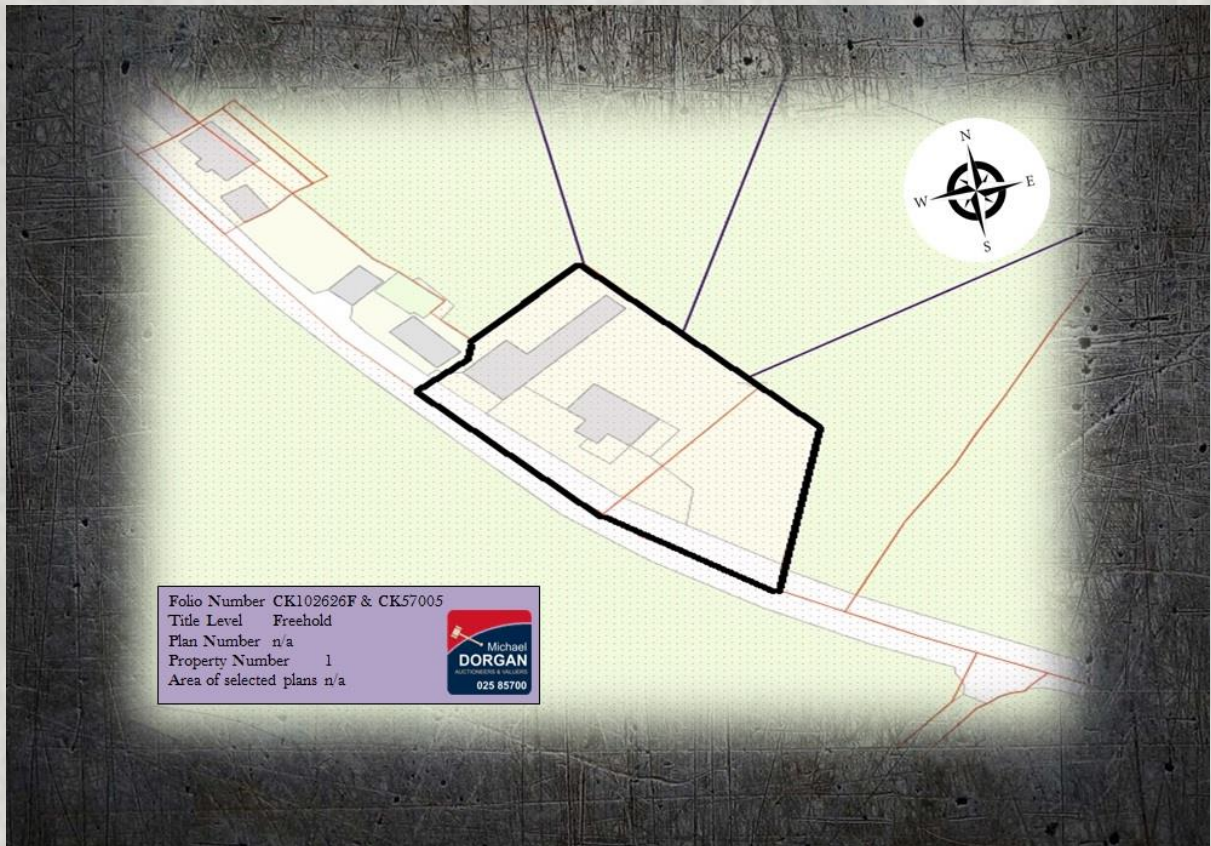 N
W
E
S
Folio Number CK102626F & CK57005
Title Level Freehold
Plan Number n/a
Property Number 1
Area of selected plans n/a
Michael
DORGAN
AUCTIONEERS & VALUERS
025 85700